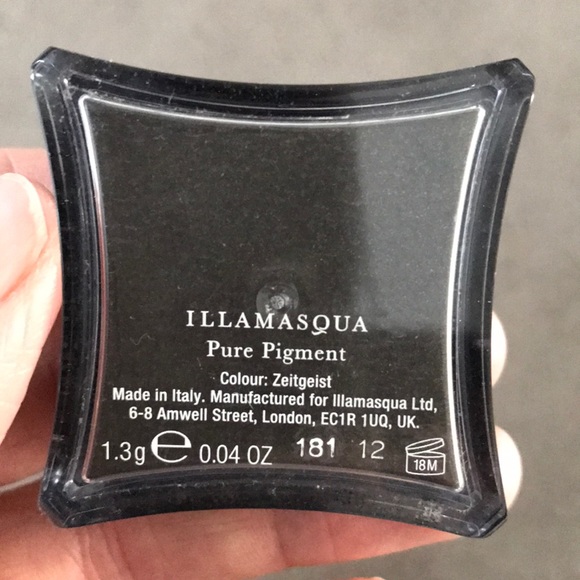 ILLAMASQUA
Pure Pigment
Colour: Zeitgeist
Made in Italy. Manufactured for Illamasqua Ltd,
6-8 Amwell Street, London, EC1R 1UQ, UK.
1.3g ℮ 0.04 OZ 181 12 18M